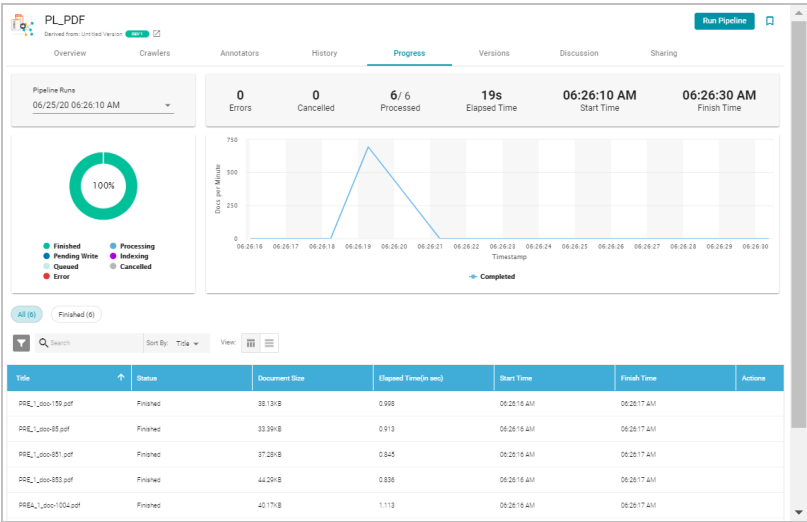 PL_PDF
Derived from: Untitled Version
Run Pipeline
Overview Crawlers Annotators History Progress Versions Discussion Sharing
Pipeline Runs
06/25/20 06:26:10 AM
0 0 6/ 6 19s 06:26:10 AM 06:26:30 AM
Errors Cancelled Processed Elapsed Time Start Time Finish Time
100%
Finished Processing
Pending Write Indexing
Queued Cancelled
Error
Docs per Minute
750
500
250
0
06:26:16 06:26:17 06:26:18 06:26:19 06:26:20 06:26:21 06:26:22 06:26:23 06:26:24 06:26:25 06:26:26 06:26:27 06:26:28 06:26:29 06:26:30
Timestamp
Completed
All (6) Finished (6)
Search Sort By: Title View:
Title Status Document Size Elapsed Time(in sec) Start Time Finish Time Actions
PRE_1_doc-159.pdf Finished 38.13KB 0.998 06:26:16 AM 06:26:17 AM
PRE_1_doc-85.pdf Finished 33.39KB 0.913 06:26:16 AM 06:26:17 AM
PRE_1_doc-851.pdf Finished 37.28KB 0.845 06:26:16 AM 06:26:17 AM
PRE_1_doc-853.pdf Finished 44.29KB 0.836 06:26:16 AM 06:26:17 AM
PREA_1_doc-1004.pdf Finished 40.17KB 1.113 06:26:16 AM 06:26:17 AM